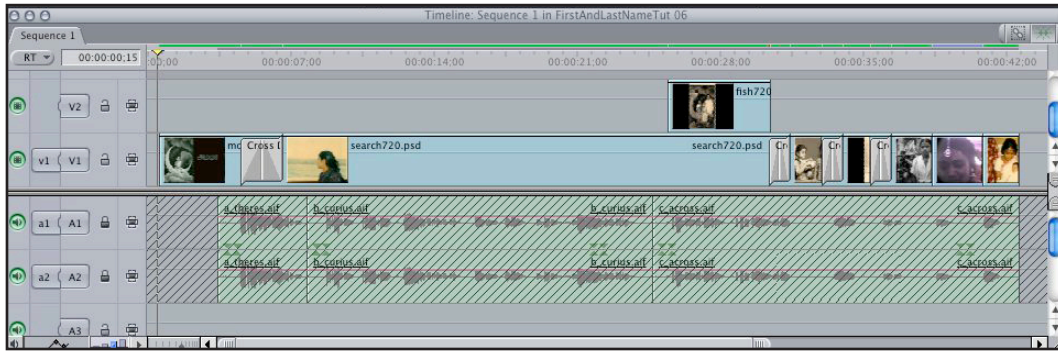 Timeline: Sequence 1 in FirstAndLastNameTut 06
Sequence 1
RT 00:00:00;15 00:00:07;00 00:00:14;00 00:00:21;00 00:00:28;00 00:00:35;00 00:00:42;00
V2 fish720
v1 V1 Cross search720.psd search720.psd Cr Cr Cr
a1 A1 a_theres.aif b_curius.aif b_curius.aif c_across.aif c_across.aif
a2 A2 a_theres.aif b_curius.aif b_curius.aif c_across.aif c_across.aif
A3